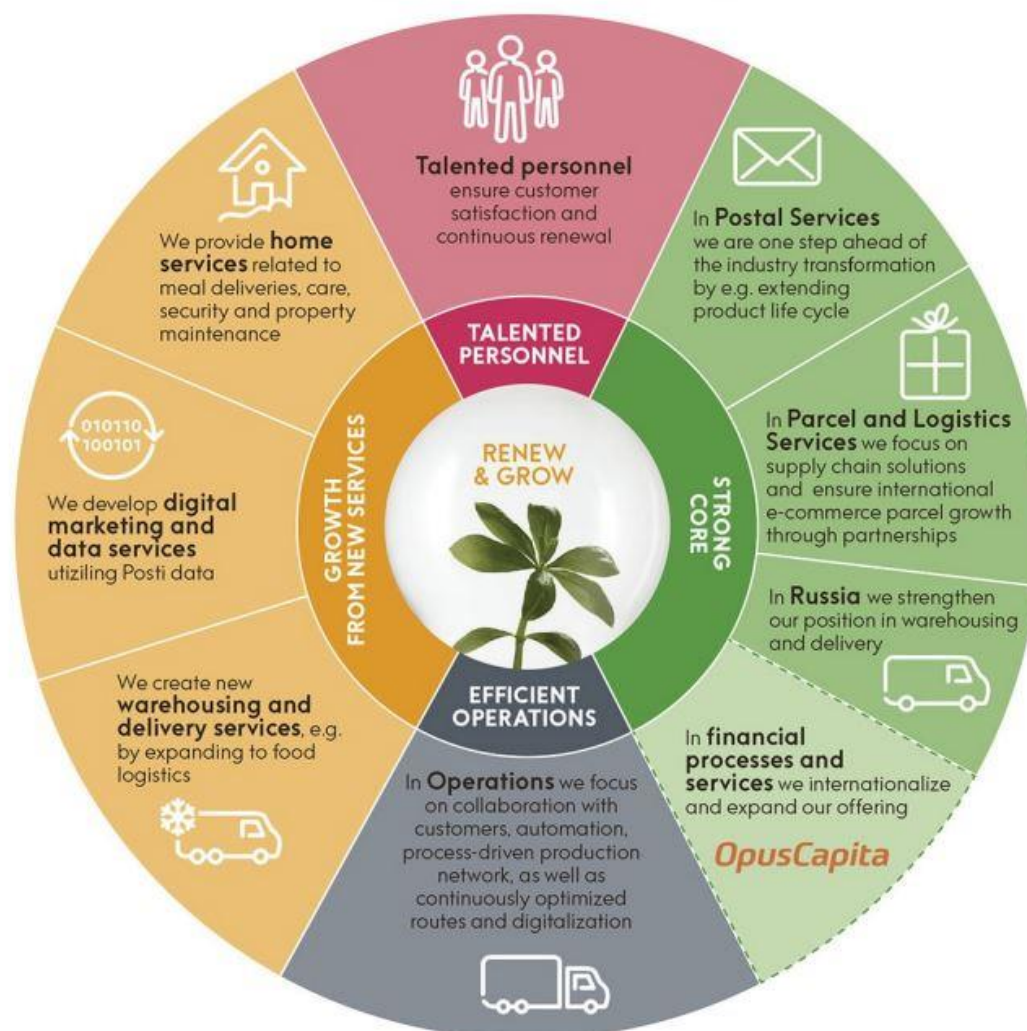 Talented personnel
ensure customer
satisfaction and
continuous renewal
In Postal Services
we are one step ahead of
the industry transformation
by e.g. extending
product life cycle
In Parcel and Logistics
Services we focus on
supply chain solutions
and ensure international
e-commerce parcel growth
through partnerships
In Russia we strengthen
our position in warehousing
and delivery
In financial
processes and
services we internationalize
and expand our offering
OpusCapita
In Operations we focus
on collaboration with
customers, automation,
process-driven production
network, as well as
continuously optimized
routes and digitalization
We create new
warehousing and
delivery services, e.g.
by expanding to food
logistics
010110
100101
We develop digital
marketing and
data services
utiziling Posti data
We provide home
services related to
meal deliveries, care,
security and property
maintenance
TALENTED
PERSONNEL
STRONG
CORE
EFFICIENT
OPERATIONS
GROWTH
FROM NEW SERVICES
RENEW
& GROW